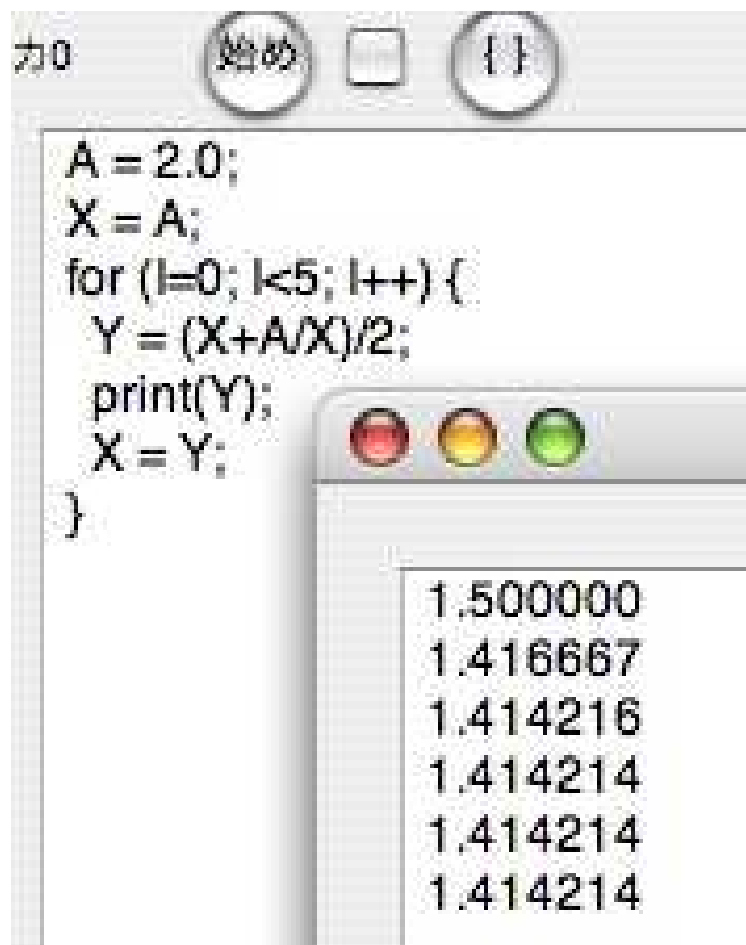 力0 始め { }
A = 2.0;
X = A;
for (I=0; I<5; I++) {
Y = (X+A/X)/2;
print(Y);
X = Y;
}
1.500000
1.416667
1.414216
1.414214
1.414214
1.414214